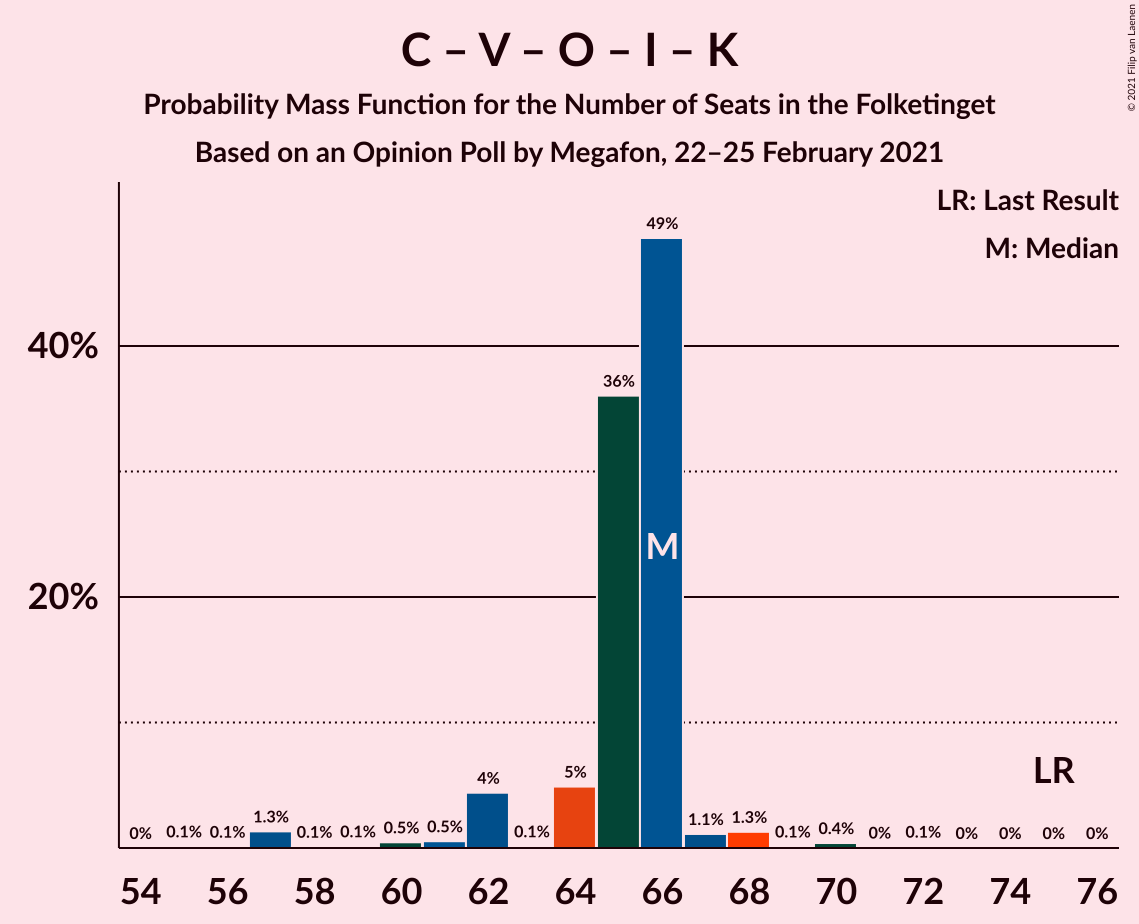 C – V – O – I – K
Probability Mass Function for the Number of Seats in the Folketinget
Based on an Opinion Poll by Megafon, 22–25 February 2021
© 2021 Filip van Laenen
LR: Last Result
M: Median
40%
20%
0%
0.1%
0.1%
1.3%
0.1%
0.1%
0.5%
0.5%
4%
0.1%
5%
36%
49%
1.1%
1.3%
0.1%
0.4%
0%
0.1%
0%
0%
0%
0%
M
LR
54 56 58 60 62 64 66 68 70 72 74 76